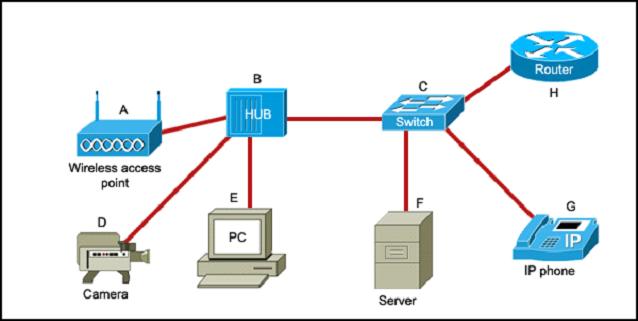 Router
H
C
Switch
B
HUB
A
Wireless access
point
E
PC
F
Server
G
IP
IP phone
D
Camera